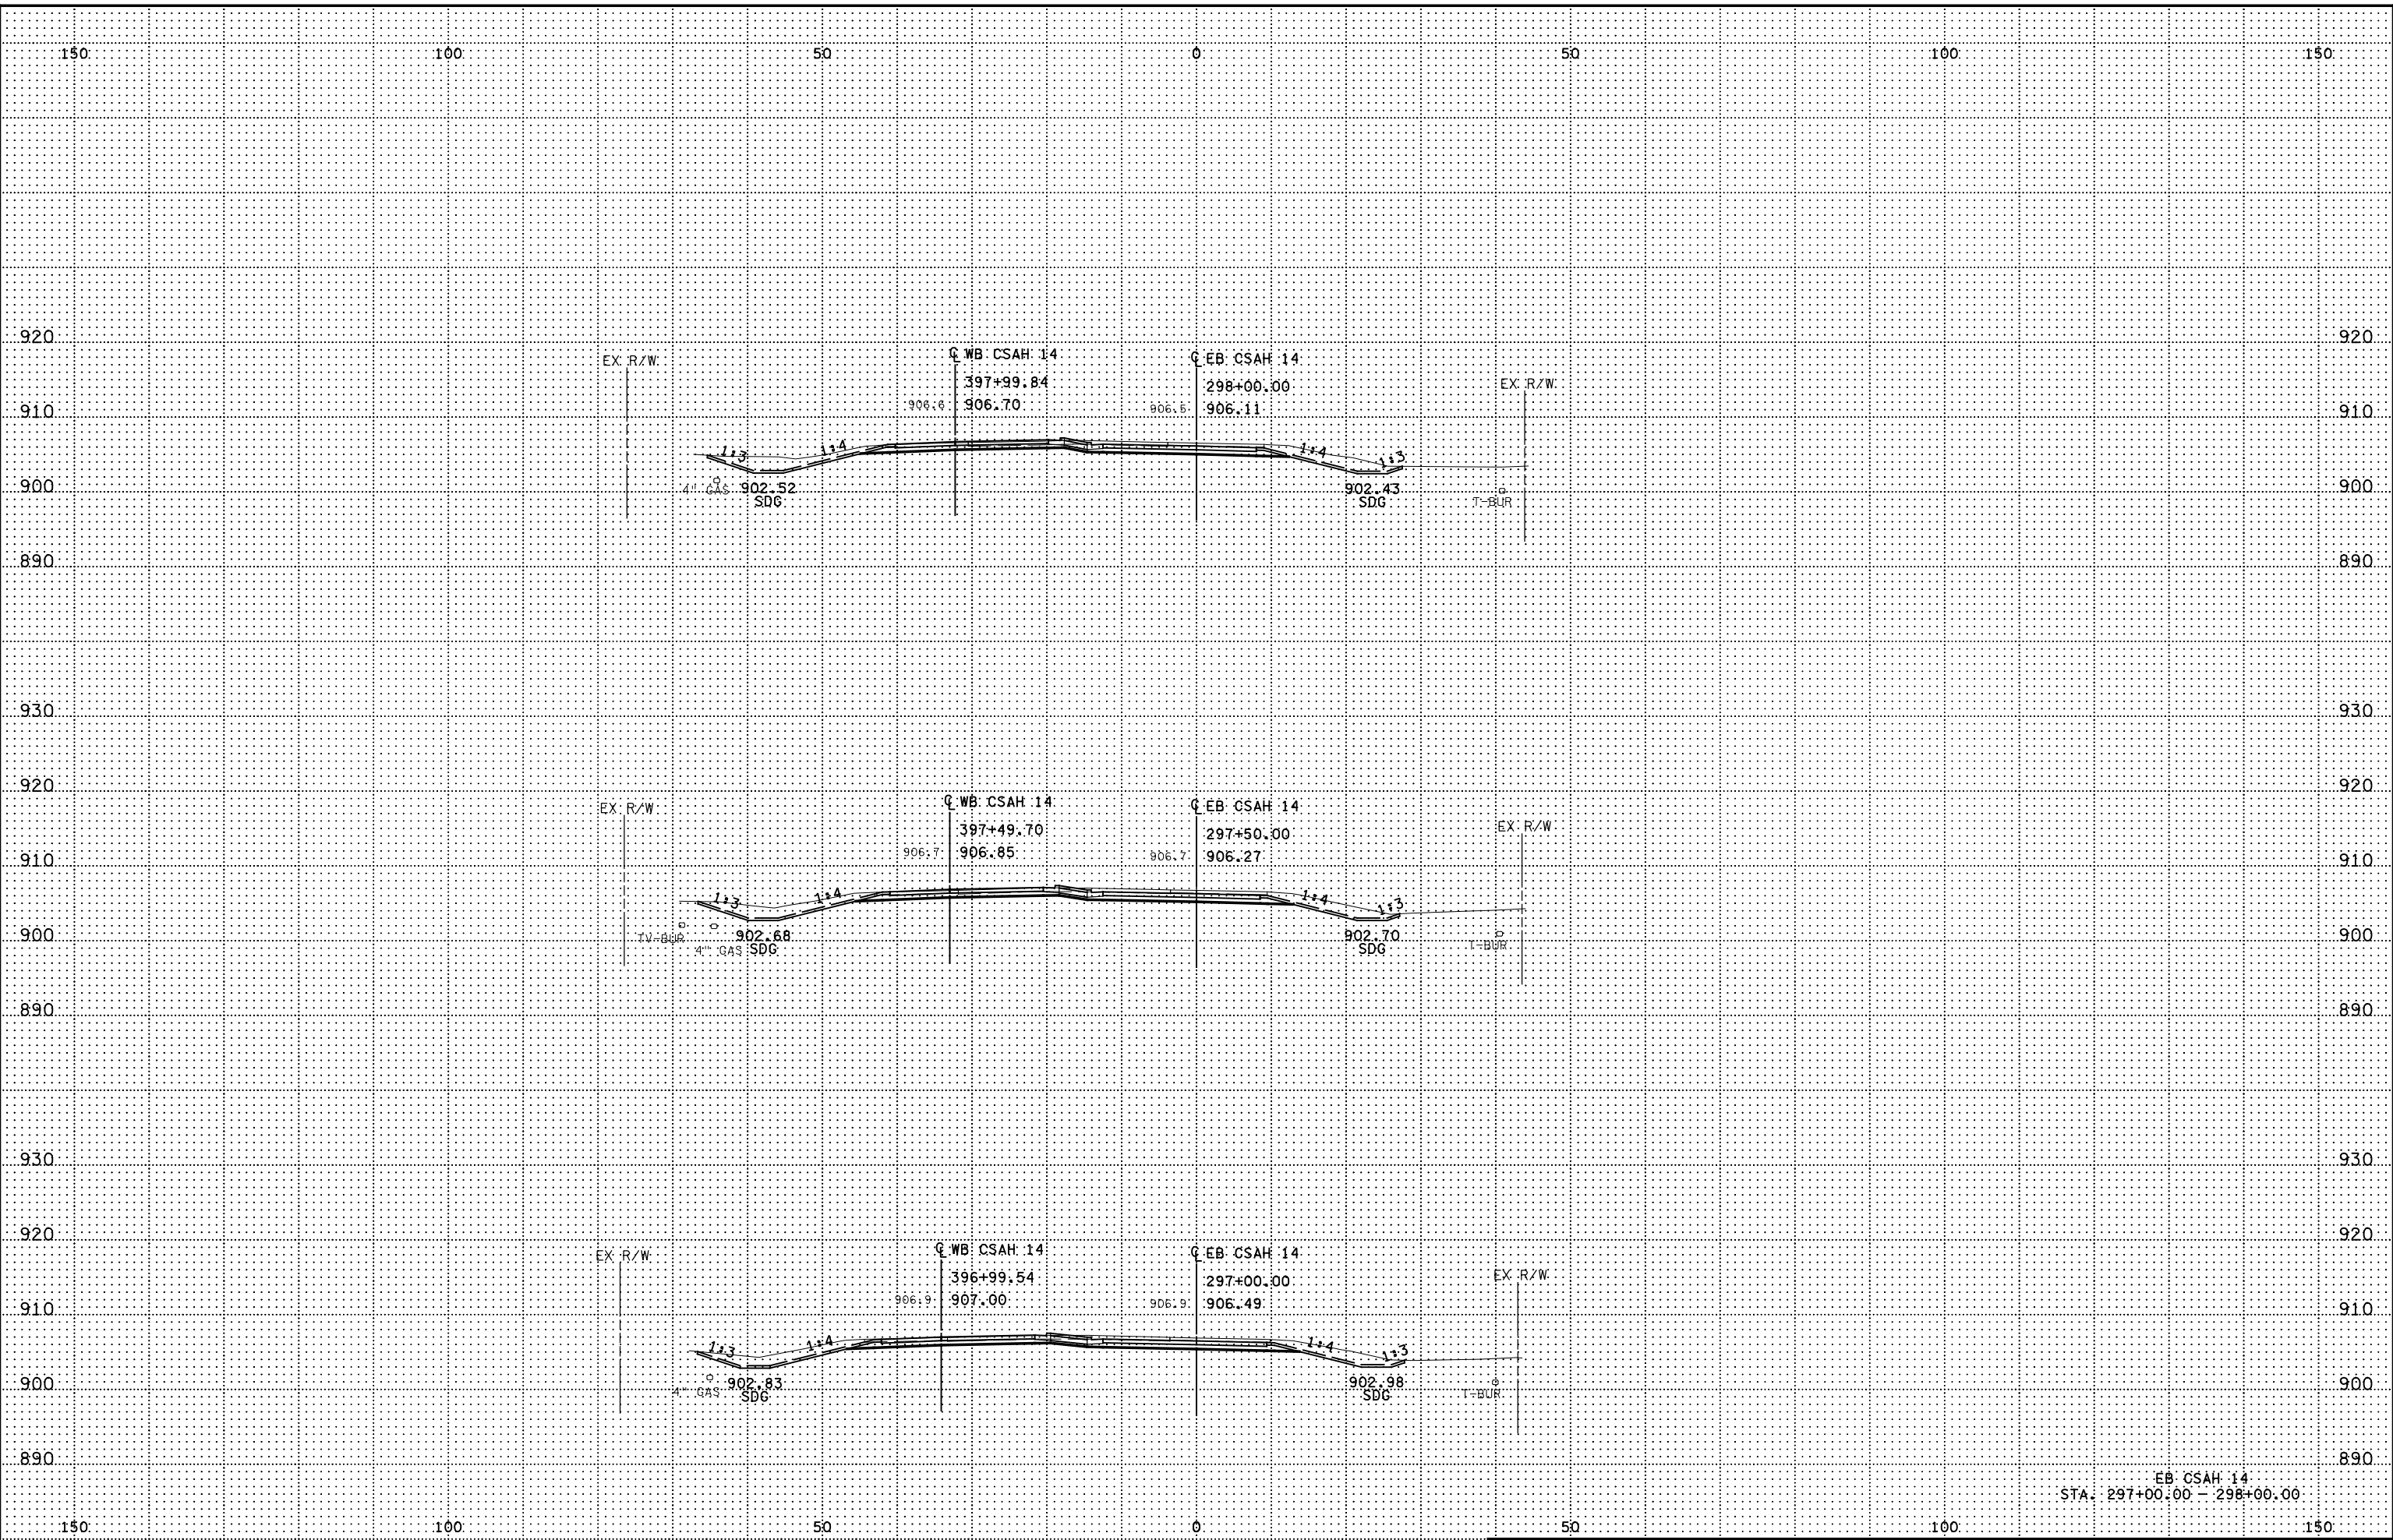 150 100 50 0 50 100 150
920 920
EX R/W
℄ WB CSAH 14
℄ EB CSAH 14
397+99.84
298+00.00
EX R/W
910 910
906.6 906.70
906.5 906.11
1:3 1:4 1:4 1:3
900 900
4" GAS
902.52
SDG
902.43
SDG
T-BUR
890 890
930 930
920 920
EX R/W
℄ WB CSAH 14
℄ EB CSAH 14
397+49.70
297+50.00
EX R/W
910 910
906.7 906.85
906.7 906.27
1:3 1:4 1:4 1:3
900 900
TV-BUR
4" GAS
902.68
SDG
902.70
SDG
T-BUR
890 890
930 930
920 920
EX R/W
℄ WB CSAH 14
℄ EB CSAH 14
396+99.54
297+00.00
EX R/W
910 910
906.9 907.00
906.9 906.49
1:3 1:4 1:4 1:3
900 900
4" GAS
902.83
SDG
902.98
SDG
T-BUR
890 890
EB CSAH 14
STA. 297+00.00 - 298+00.00
150 100 50 0 50 100 150